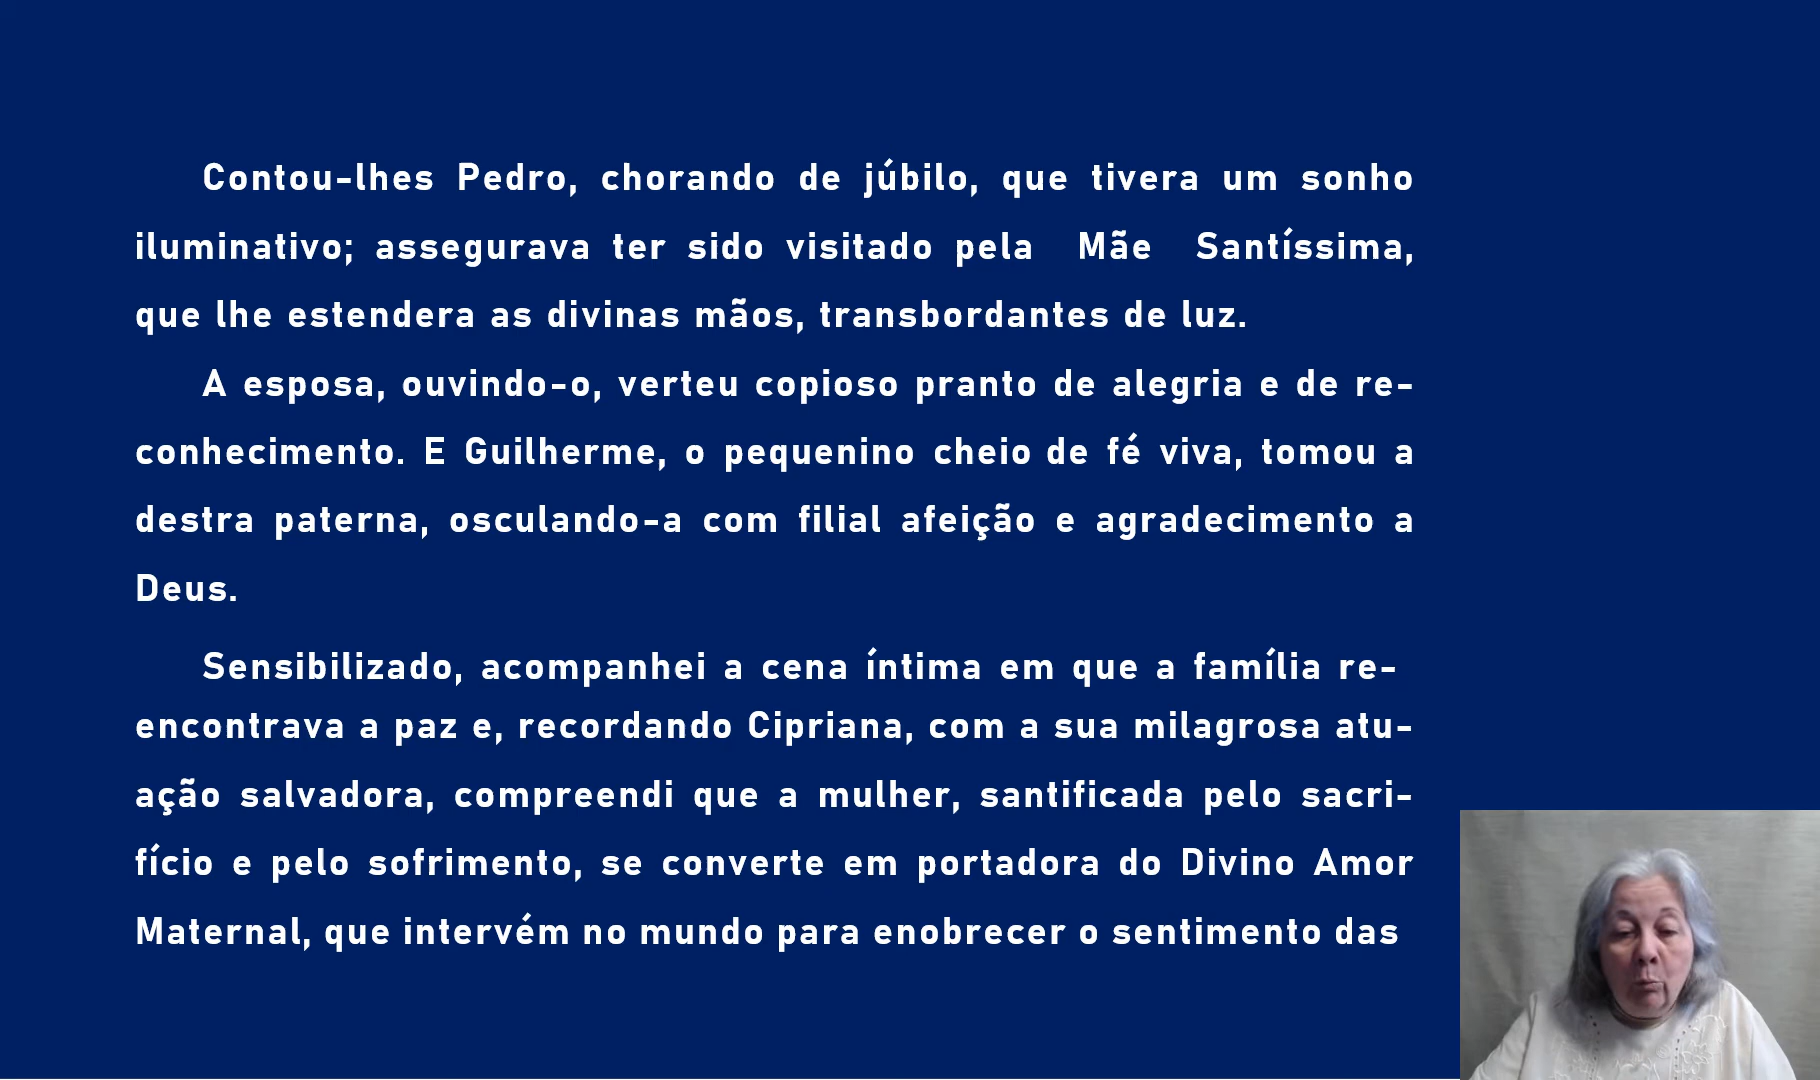 Contou-lhes Pedro, chorando de júbilo, que tivera um sonho
iluminativo; assegurava ter sido visitado pela Mãe Santíssima,
que lhe estendera as divinas mãos, transbordantes de luz.
A esposa, ouvindo-o, verteu copioso pranto de alegria e de re-
conhecimento. E Guilherme, o pequenino cheio de fé viva, tomou a
destra paterna, osculando-a com filial afeição e agradecimento a
Deus.
Sensibilizado, acompanhei a cena íntima em que a família re-
encontrava a paz e, recordando Cipriana, com a sua milagrosa atu-
ação salvadora, compreendi que a mulher, santificada pelo sacri-
fício e pelo sofrimento, se converte em portadora do Divino Amor
Maternal, que intervém no mundo para enobrecer o sentimento das